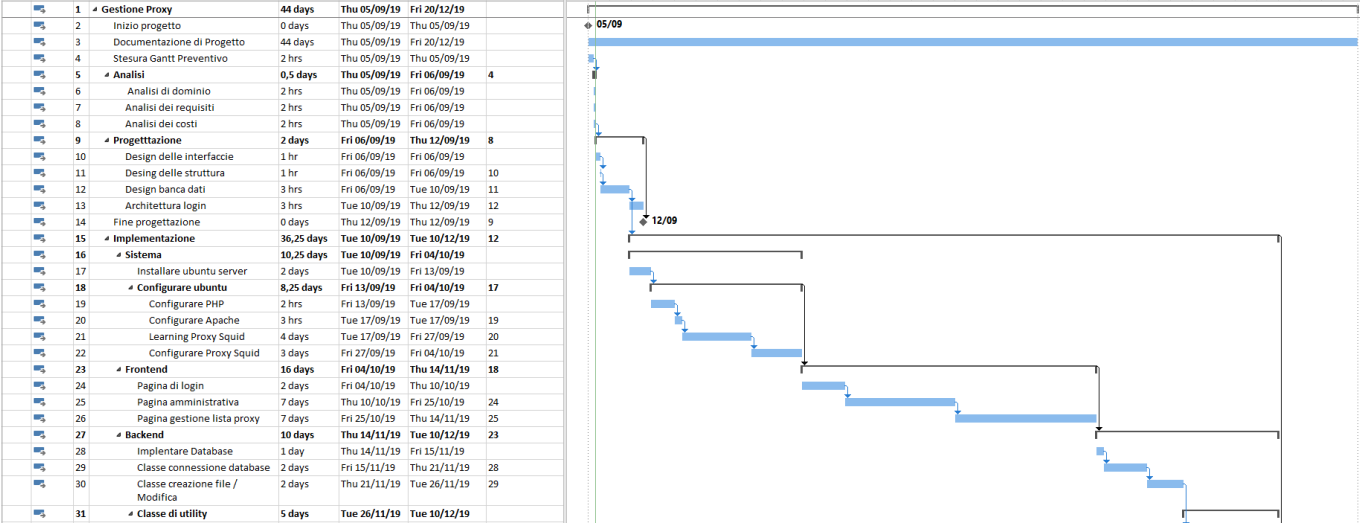 1 Gestione Proxy 44 days Thu 05/09/19 Fri 20/12/19
2 Inizio progetto 0 days Thu 05/09/19 Thu 05/09/19 05/09
3 Documentazione di Progetto 44 days Thu 05/09/19 Fri 20/12/19
4 Stesura Gantt Preventivo 2 hrs Thu 05/09/19 Thu 05/09/19
5 Analisi 0,5 days Thu 05/09/19 Fri 06/09/19 4
6 Analisi di dominio 2 hrs Thu 05/09/19 Fri 06/09/19
7 Analisi dei requisiti 2 hrs Thu 05/09/19 Fri 06/09/19
8 Analisi dei costi 2 hrs Thu 05/09/19 Fri 06/09/19
9 Progetttazione 2 days Fri 06/09/19 Thu 12/09/19 8
10 Design delle interfaccie 1 hr Fri 06/09/19 Fri 06/09/19
11 Desing delle struttura 1 hr Fri 06/09/19 Fri 06/09/19 10
12 Design banca dati 3 hrs Fri 06/09/19 Tue 10/09/19 11
13 Architettura login 3 hrs Tue 10/09/19 Thu 12/09/19 12
14 Fine progettazione 0 days Thu 12/09/19 Thu 12/09/19 9 12/09
15 Implementazione 36,25 days Tue 10/09/19 Tue 10/12/19 12
16 Sistema 10,25 days Tue 10/09/19 Fri 04/10/19
17 Installare ubuntu server 2 days Tue 10/09/19 Fri 13/09/19
18 Configurare ubuntu 8,25 days Fri 13/09/19 Fri 04/10/19 17
19 Configurare PHP 2 hrs Fri 13/09/19 Tue 17/09/19
20 Configurare Apache 3 hrs Tue 17/09/19 Tue 17/09/19 19
21 Learning Proxy Squid 4 days Tue 17/09/19 Fri 27/09/19 20
22 Configurare Proxy Squid 3 days Fri 27/09/19 Fri 04/10/19 21
23 Frontend 16 days Fri 04/10/19 Thu 14/11/19 18
24 Pagina di login 2 days Fri 04/10/19 Thu 10/10/19
25 Pagina amministrativa 7 days Thu 10/10/19 Fri 25/10/19 24
26 Pagina gestione lista proxy 7 days Fri 25/10/19 Thu 14/11/19 25
27 Backend 10 days Thu 14/11/19 Tue 10/12/19 23
28 Implentare Database 1 day Thu 14/11/19 Fri 15/11/19
29 Classe connessione database 2 days Fri 15/11/19 Thu 21/11/19 28
30 Classe creazione file / 2 days Thu 21/11/19 Tue 26/11/19 29
Modifica
31 Classe di utility 5 days Tue 26/11/19 Tue 10/12/19